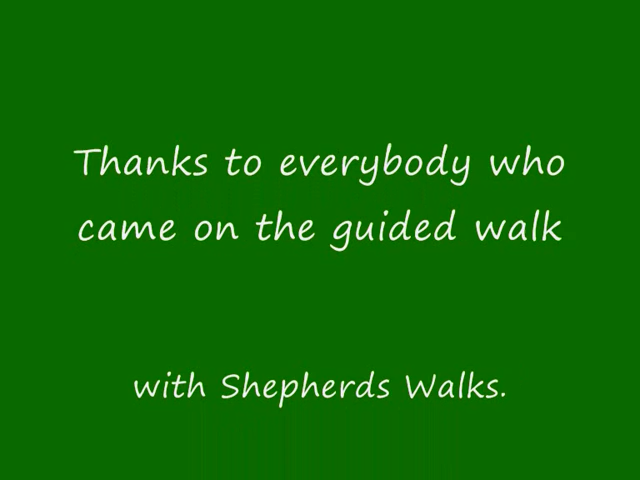 Thanks to everybody who
came on the guided walk
with Shepherds Walks.